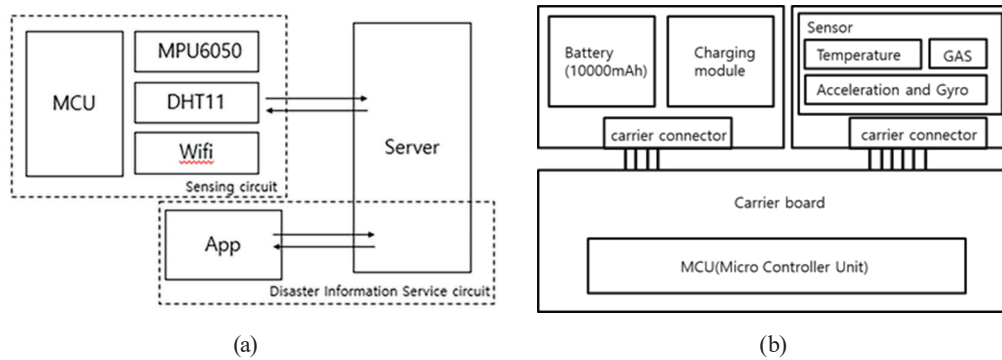 MCU
MPU6050
DHT11
Wifi
Sensing circuit
Server
App
Disaster Information Service circuit
(a)
Battery
(10000mAh)
Charging
module
carrier connector
Sensor
Temperature
GAS
Acceleration and Gyro
carrier connector
Carrier board
MCU(Micro Controller Unit)
(b)